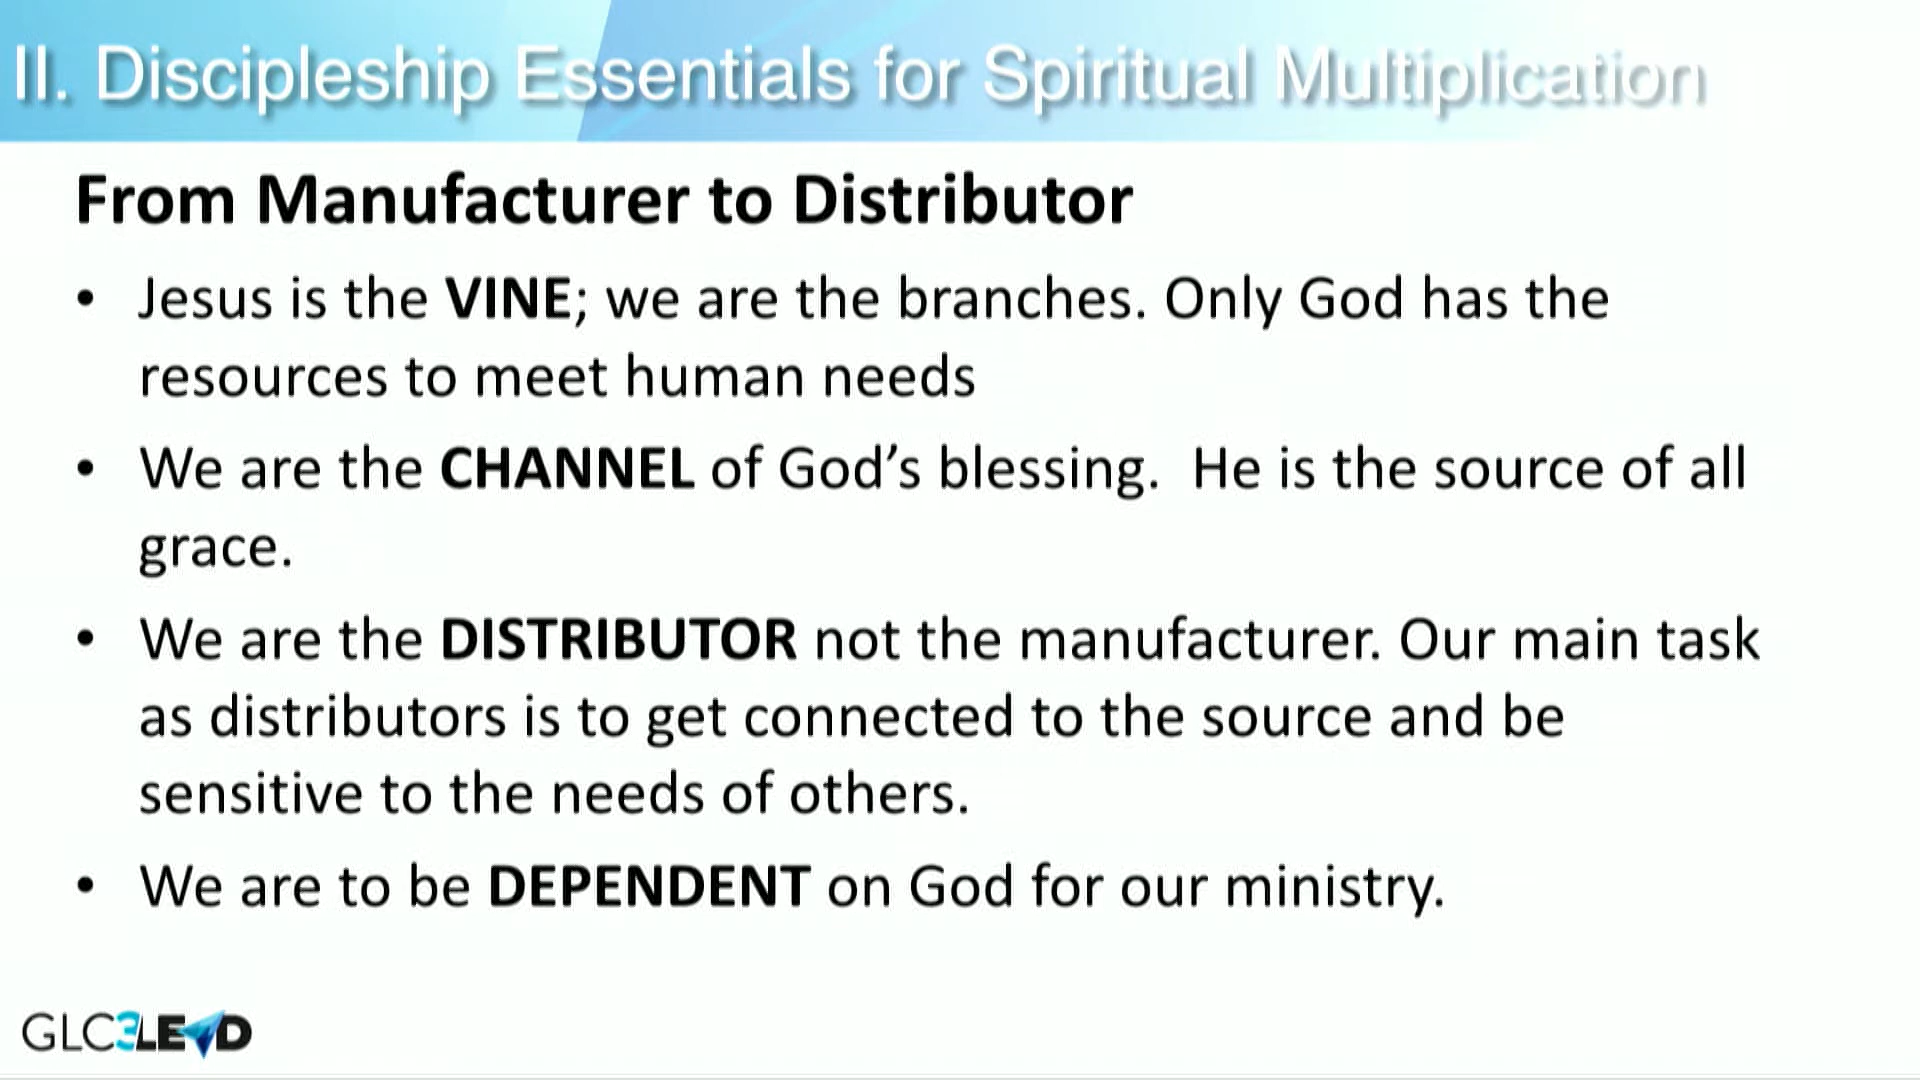 II. Discipleship Essentials for Spiritual Multiplication
From Manufacturer to Distributor
• Jesus is the VINE; we are the branches. Only God has the
resources to meet human needs
• We are the CHANNEL of God’s blessing.  He is the source of all
grace.
• We are the DISTRIBUTOR not the manufacturer. Our main task
as distributors is to get connected to the source and be
sensitive to the needs of others.
• We are to be DEPENDENT on God for our ministry.
GLC3LEAD